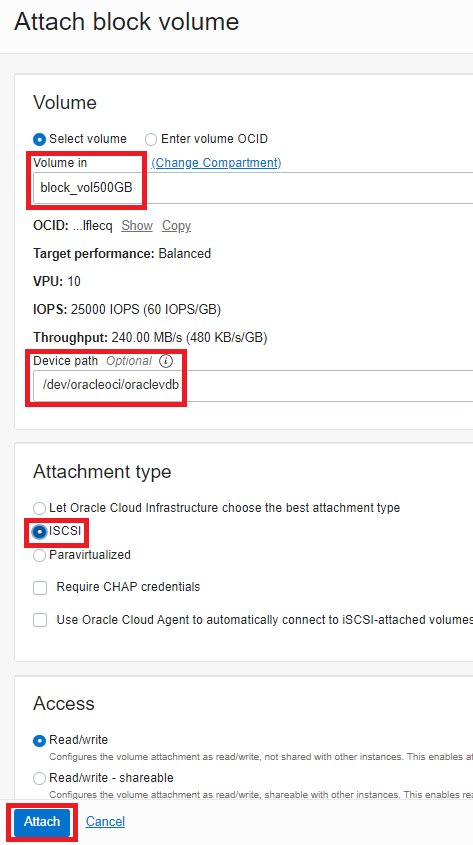 Attach block volume
Volume
Select volume Enter volume OCID
Volume in (Change Compartment)
block_vol500GB
OCID: ...lflecq Show Copy
Target performance: Balanced
VPU: 10
IOPS: 25000 IOPS (60 IOPS/GB)
Throughput: 240.00 MB/s (480 KB/s/GB)
Device path Optional i
/dev/oracleoci/oraclevdb
Attachment type
Let Oracle Cloud Infrastructure choose the best attachment type
ISCSI
Paravirtualized
Require CHAP credentials
Use Oracle Cloud Agent to automatically connect to iSCSI-attached volumes
Access
Read/write
Configures the volume attachment as read/write, not shared with other instances. This enables
Read/write - shareable
Configures the volume attachment as read/write, shareable with other instances. You
Attach Cancel